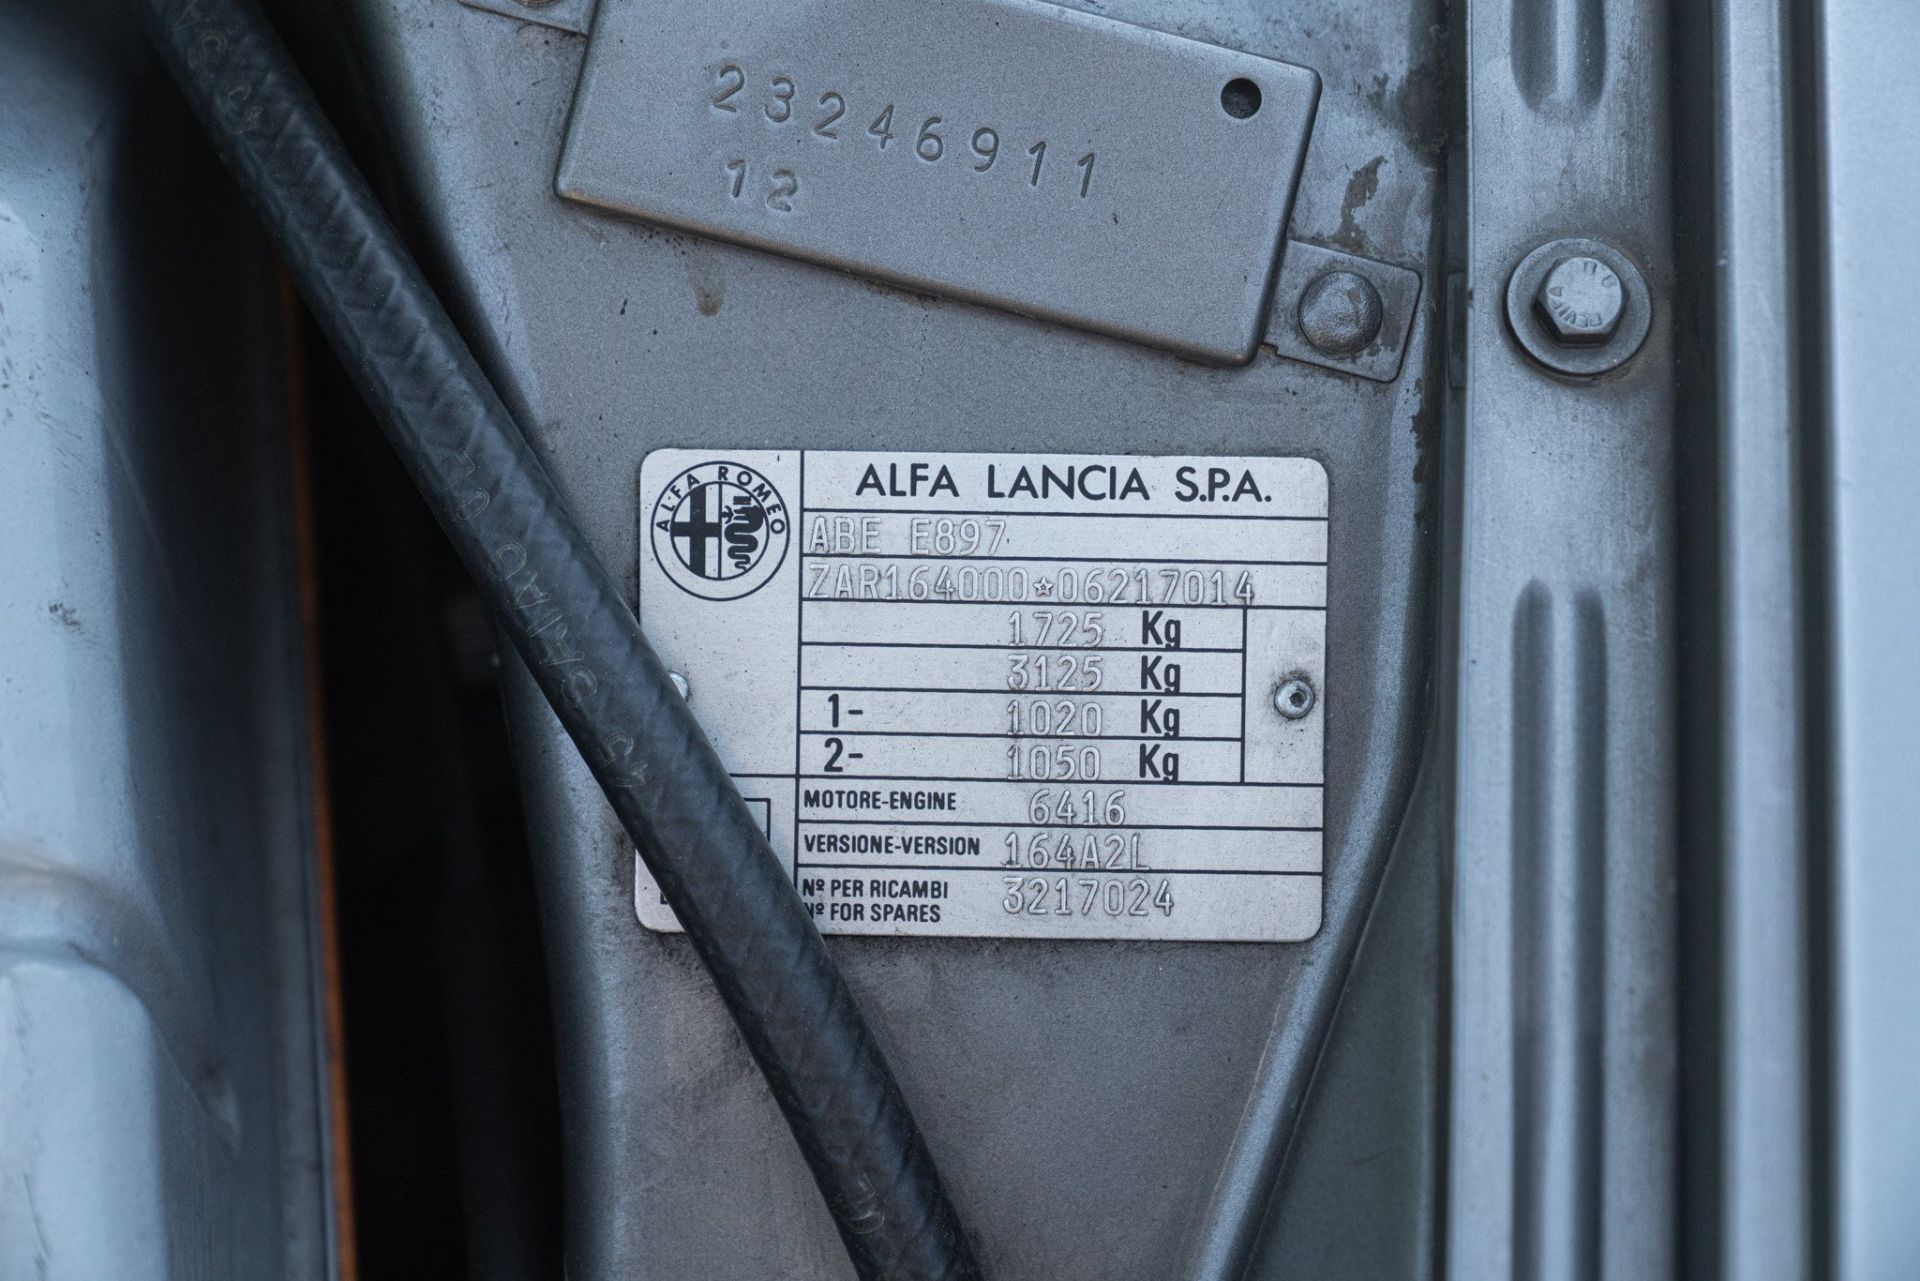 23246911
12
ALFA ROMEO
ALFA LANCIA S.P.A.
ABE E897
ZAR164000*06217014
1725 Kg
3125 Kg
1- 1020 Kg
2- 1050 Kg
MOTORE-ENGINE 6416
VERSIONE-VERSION 164A2L
Nº PER RICAMBI 3217024
Nº FOR SPARES
SAIAG